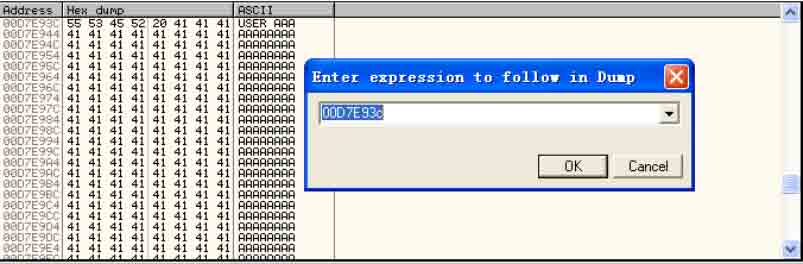 Address Hex dump ASCII
00D7E93C 55 53 45 52 20 41 41 41 USER AAA
00D7E944 41 41 41 41 41 41 41 41 AAAAAAAA
00D7E94C 41 41 41 41 41 41 41 41 AAAAAAAA
00D7E954 41 41 41 41 41 41 41 41 AAAAAAAA
00D7E95C 41 41 41 41 41 41 41 41 AAAAAAAA
00D7E964 41 41 41 41 41 41 41 41 AAAAAAAA
00D7E96C 41 41 41 41 41 41 41 41 AAAAAAAA
00D7E974 41 41 41 41 41 41 41 41 AAAAAAAA
00D7E97C 41 41 41 41 41 41 41 41 AAAAAAAA
00D7E984 41 41 41 41 41 41 41 41 AAAAAAAA
00D7E98C 41 41 41 41 41 41 41 41 AAAAAAAA
00D7E994 41 41 41 41 41 41 41 41 AAAAAAAA
00D7E99C 41 41 41 41 41 41 41 41 AAAAAAAA
00D7E9A4 41 41 41 41 41 41 41 41 AAAAAAAA
00D7E9AC 41 41 41 41 41 41 41 41 AAAAAAAA
00D7E9B4 41 41 41 41 41 41 41 41 AAAAAAAA
00D7E9BC 41 41 41 41 41 41 41 41 AAAAAAAA
00D7E9C4 41 41 41 41 41 41 41 41 AAAAAAAA
00D7E9CC 41 41 41 41 41 41 41 41 AAAAAAAA
00D7E9D4 41 41 41 41 41 41 41 41 AAAAAAAA
00D7E9DC 41 41 41 41 41 41 41 41 AAAAAAAA
00D7E9E4 41 41 41 41 41 41 41 41 AAAAAAAA
00D7E9EC 41 41 41 41 41 41 41 41 AAAAAAAA
Enter expression to follow in Dump
00D7E93c
OK Cancel